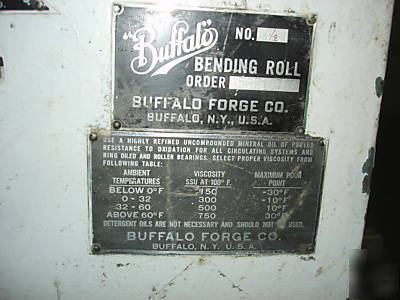 "Buffalo" NO. 1/2
BENDING ROLL
ORDER
BUFFALO FORGE CO.
BUFFALO, N.Y., U.S.A.
USE A HIGHLY REFINED UNCOMPOUNDED MINERAL OIL OF PROVED
RESISTANCE TO OXIDATION FOR ALL CIRCULATING SYSTEMS AND
RING OILED AND ROLLER BEARINGS. SELECT PROPER VISCOSITY FROM
FOLLOWING TABLE:
AMBIENT VISCOSITY MAXIMUM POUR
TEMPERATURES SSU AT 100° F. POINT
BELOW 0°F 150 -30°F
0 - 32 300 -10°F
32 - 60 500 10°F
ABOVE 60°F 750 30°F
DETERGENT OILS ARE NOT NECESSARY AND SHOULD NOT BE USED.
BUFFALO FORGE CO.
BUFFALO, N. Y. U. S. A.